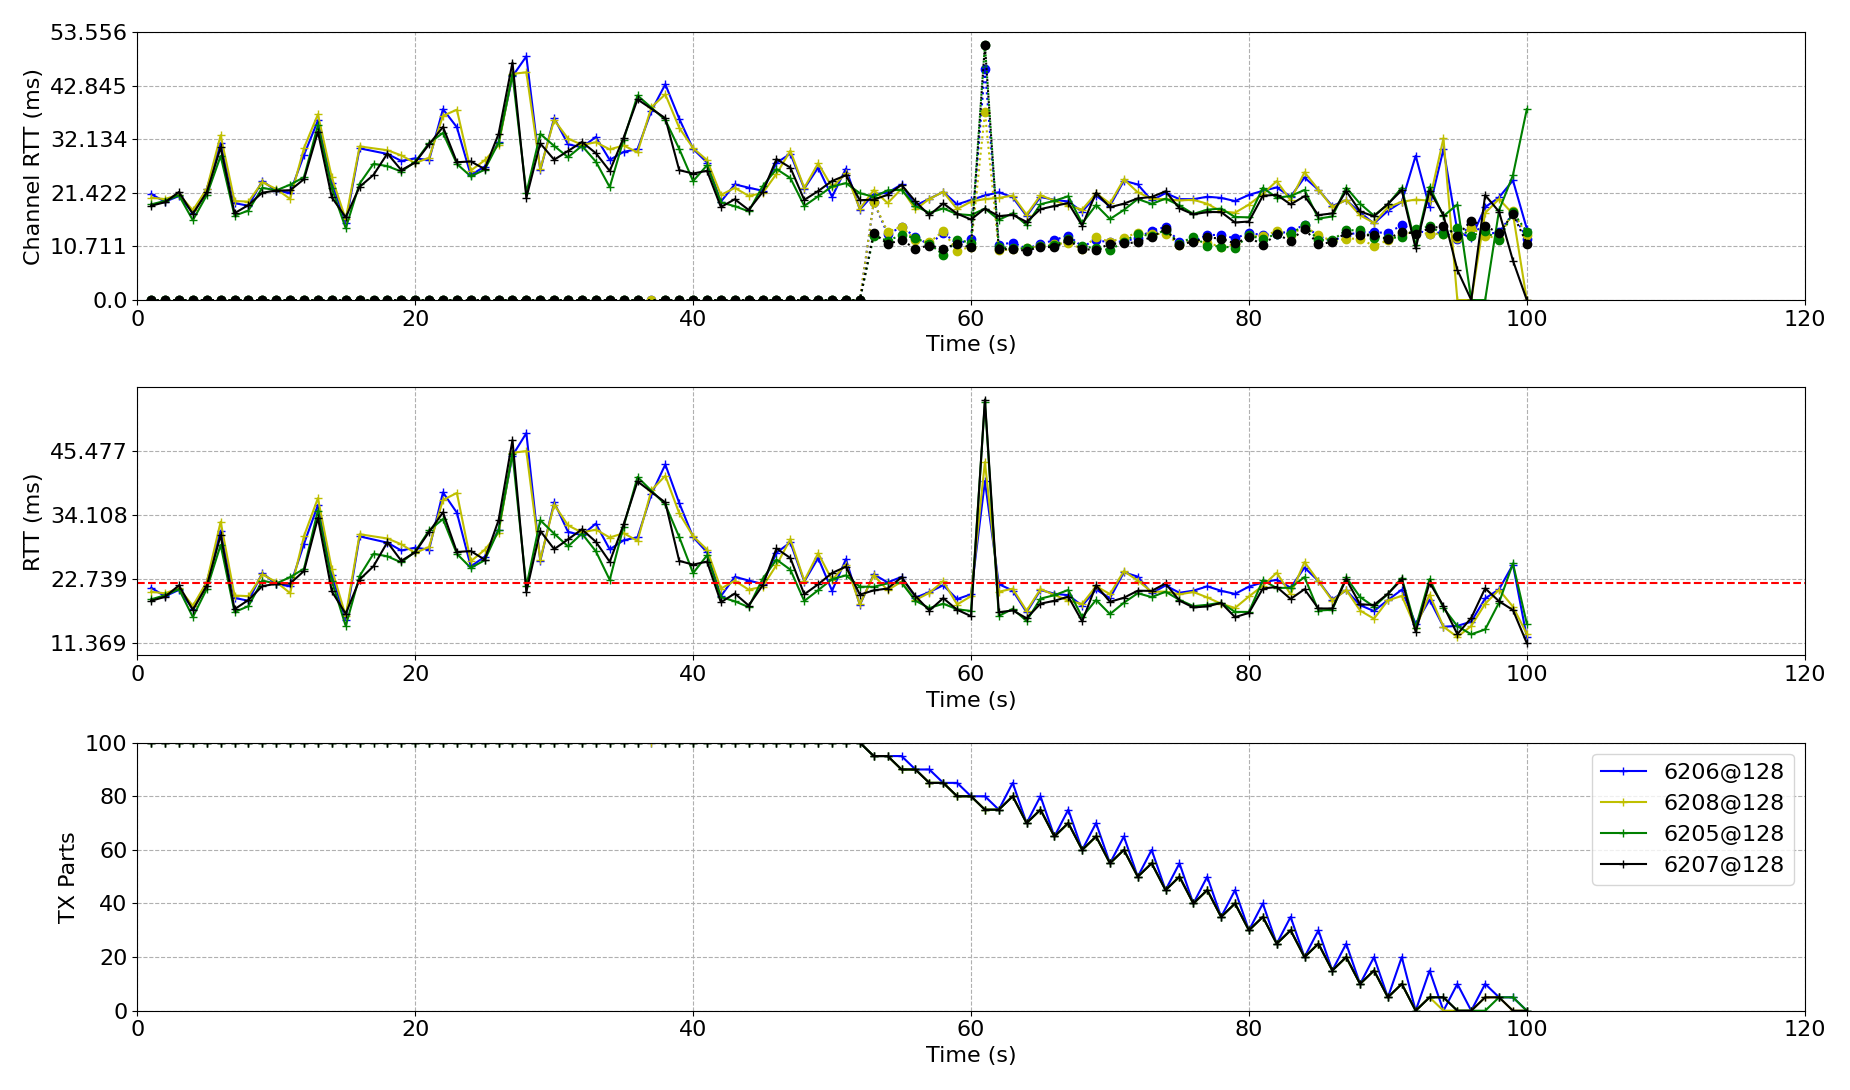 53.556
42.845
32.134
21.422
10.711
0.0
Channel RTT (ms)
0 20 40 60 80 100 120
Time (s)
45.477
34.108
22.739
11.369
RTT (ms)
0 20 40 60 80 100 120
Time (s)
100
80
60
40
20
0
TX Parts
6206@128
6208@128
6205@128
6207@128
0 20 40 60 80 100 120
Time (s)